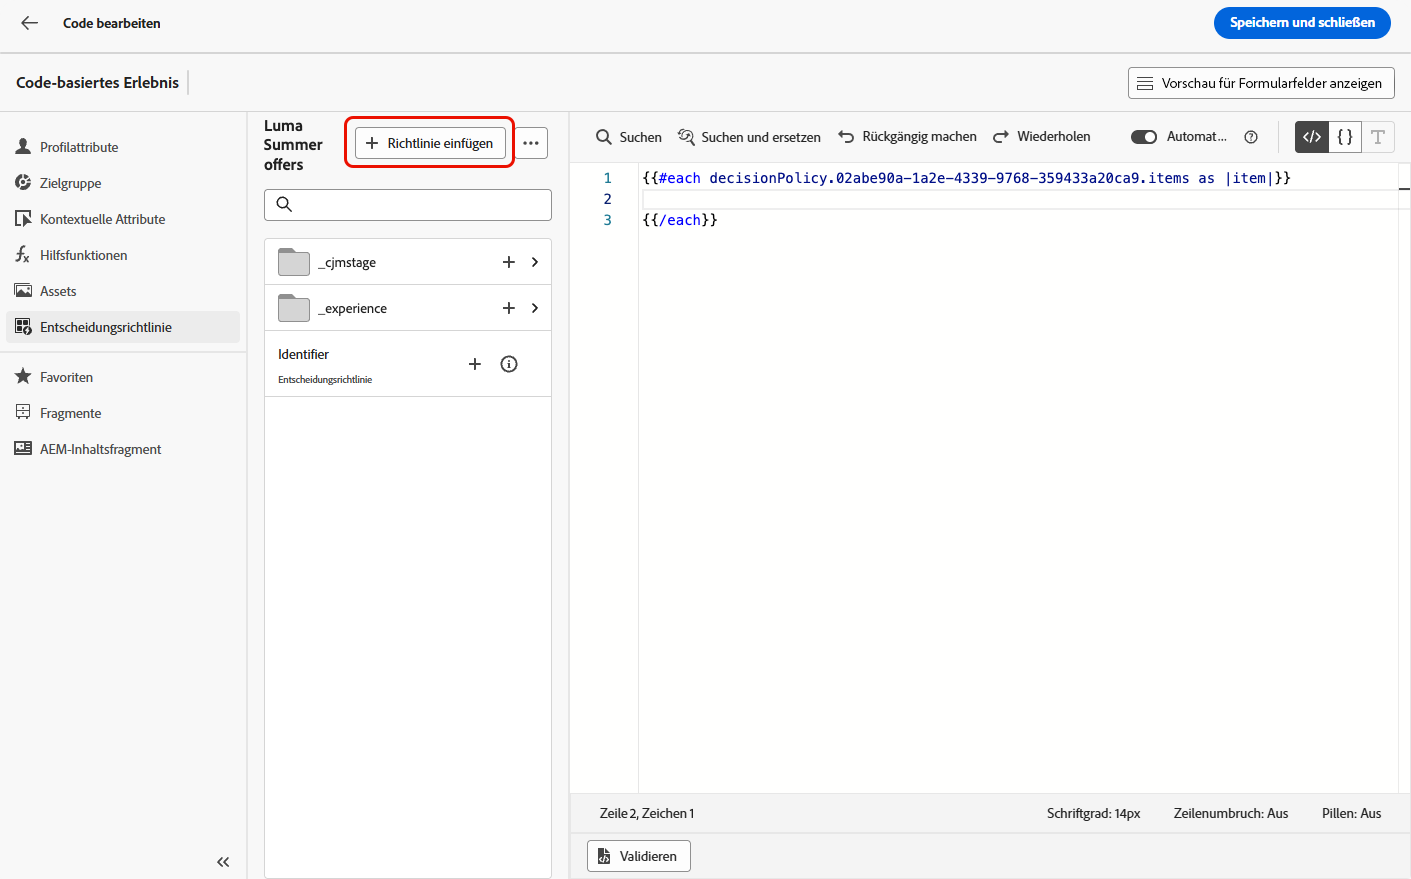 Code bearbeiten
Speichern und schließen
Code-basiertes Erlebnis
Vorschau für Formularfelder anzeigen
Profilattribute
Zielgruppe
Kontextuelle Attribute
Hilfsfunktionen
Assets
Entscheidungsrichtlinie
Favoriten
Fragmente
AEM-Inhaltsfragment
Luma
Summer
offers
Richtlinie einfügen
_cjmstage
_experience
Identifier
Entscheidungsrichtlinie
Suchen
Suchen und ersetzen
Rückgängig machen
Wiederholen
Automat...
1 {{#each decisionPolicy.02abe90a-1a2e-4339-9768-359433a20ca9.items as |item|}}
2
3 {{/each}}
Zeile 2, Zeichen 1
Schriftgrad: 14px
Zeilenumbruch: Aus
Pillen: Aus
Validieren